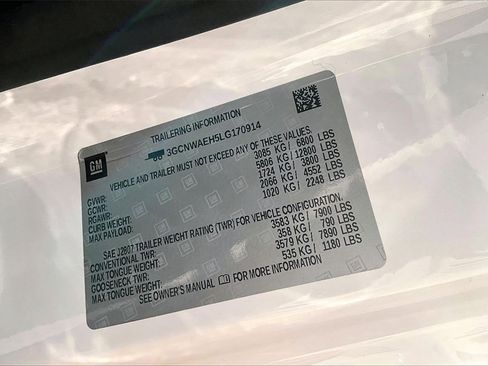 TRAILERING INFORMATION
3GCNWAEH5LG170914
GM
VEHICLE AND TRAILER MUST NOT EXCEED ANY OF THESE VALUES
GVWR: 3085 KG / 6800 LBS
GCWR: 5806 KG / 12800 LBS
RGAWR: 1724 KG / 3800 LBS
CURB WEIGHT: 2066 KG / 4552 LBS
MAX PAYLOAD: 1020 KG / 2248 LBS
SAE J2807 TRAILER WEIGHT RATING (TWR) FOR VEHICLE CONFIGURATION.
CONVENTIONAL TWR: 3583 KG / 7900 LBS
MAX TONGUE WEIGHT: 358 KG / 790 LBS
GOOSENECK TWR: 3579 KG / 7890 LBS
MAX TONGUE WEIGHT: 535 KG / 1180 LBS
SEE OWNER'S MANUAL FOR MORE INFORMATION